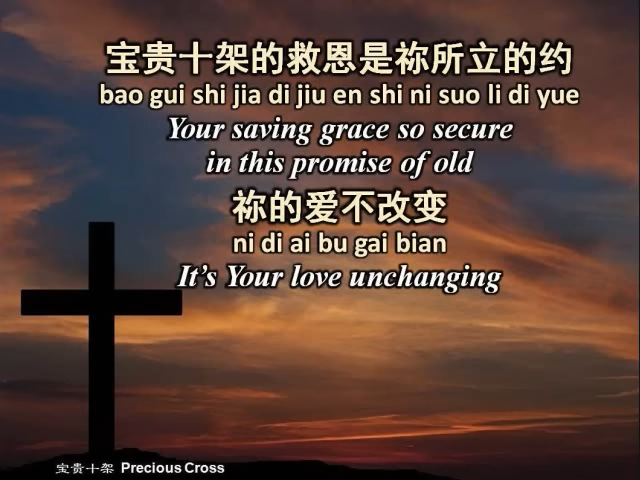 宝贵十架的救恩是祢所立的约
bao gui shi jia di jiu en shi ni suo li di yue
Your saving grace so secure
in this promise of old
祢的爱不改变
ni di ai bu gai bian
It's Your love unchanging
宝贵十架 Precious Cross